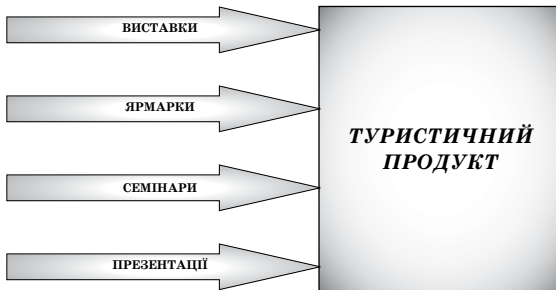 ВИСТАВКИ
ЯРМАРКИ
СЕМІНАРИ
ПРЕЗЕНТАЦІЇ
ТУРИСТИЧНИЙ
ПРОДУКТ